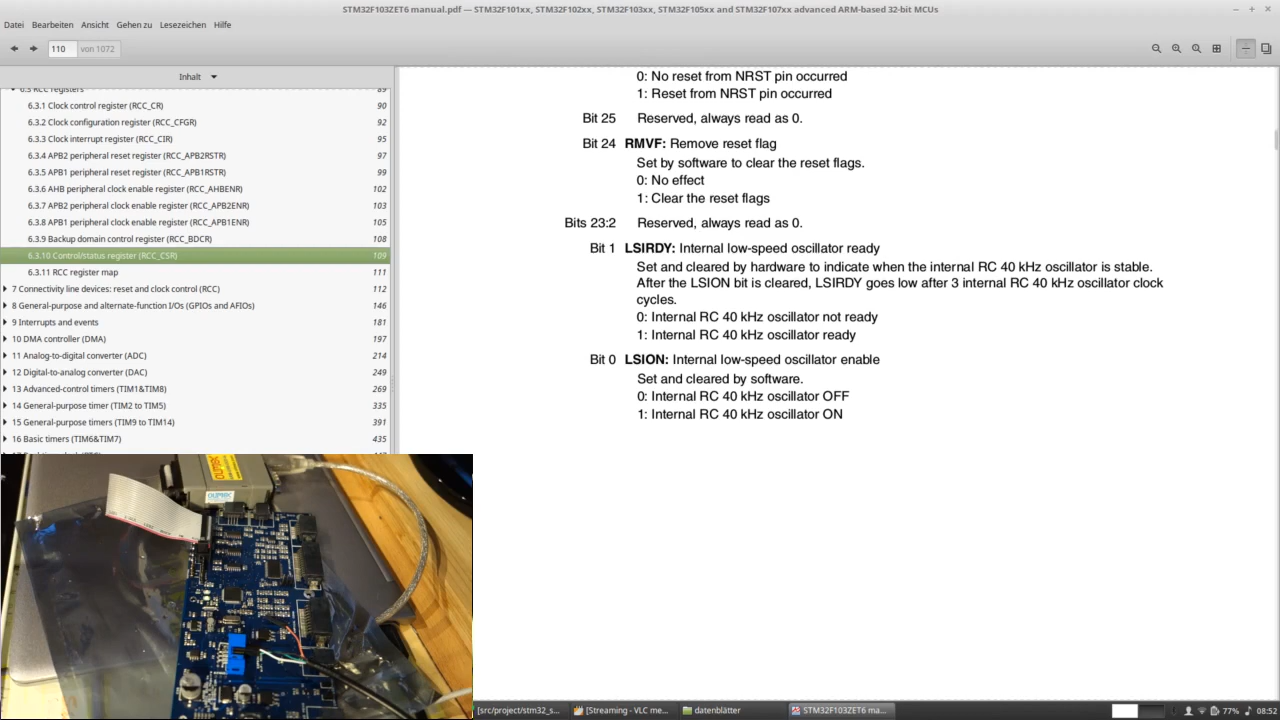 STM32F103ZET6 manual.pdf — STM32F101xx, STM32F102xx, STM32F103xx, STM32F105xx and STM32F107xx advanced ARM-based 32-bit MCUs
Datei Bearbeiten Ansicht Gehen zu Lesezeichen Hilfe
110 von 1072
Inhalt
6.3 RCC registers 89
6.3.1 Clock control register (RCC_CR) 90
6.3.2 Clock configuration register (RCC_CFGR) 92
6.3.3 Clock interrupt register (RCC_CIR) 95
6.3.4 APB2 peripheral reset register (RCC_APB2RSTR) 97
6.3.5 APB1 peripheral reset register (RCC_APB1RSTR) 99
6.3.6 AHB peripheral clock enable register (RCC_AHBENR) 102
6.3.7 APB2 peripheral clock enable register (RCC_APB2ENR) 103
6.3.8 APB1 peripheral clock enable register (RCC_APB1ENR) 105
6.3.9 Backup domain control register (RCC_BDCR) 108
6.3.10 Control/status register (RCC_CSR) 109
6.3.11 RCC register map 111
7 Connectivity line devices: reset and clock control (RCC) 112
8 General-purpose and alternate-function I/Os (GPIOs and AFIOs) 146
9 Interrupts and events 181
10 DMA controller (DMA) 197
11 Analog-to-digital converter (ADC) 214
12 Digital-to-analog converter (DAC) 249
13 Advanced-control timers (TIM1&TIM8) 269
14 General-purpose timer (TIM2 to TIM5) 335
15 General-purpose timers (TIM9 to TIM14) 391
16 Basic timers (TIM6&TIM7) 435
0: No reset from NRST pin occurred
1: Reset from NRST pin occurred
Bit 25 Reserved, always read as 0.
Bit 24 RMVF: Remove reset flag
Set by software to clear the reset flags.
0: No effect
1: Clear the reset flags
Bits 23:2 Reserved, always read as 0.
Bit 1 LSIRDY: Internal low-speed oscillator ready
Set and cleared by hardware to indicate when the internal RC 40 kHz oscillator is stable.
After the LSION bit is cleared, LSIRDY goes low after 3 internal RC 40 kHz oscillator clock
cycles.
0: Internal RC 40 kHz oscillator not ready
1: Internal RC 40 kHz oscillator ready
Bit 0 LSION: Internal low-speed oscillator enable
Set and cleared by software.
0: Internal RC 40 kHz oscillator OFF
1: Internal RC 40 kHz oscillator ON
[src/project/stm32_s... [Streaming - VLC me... datenblätter STM32F103ZET6 ma... 77% 08:52